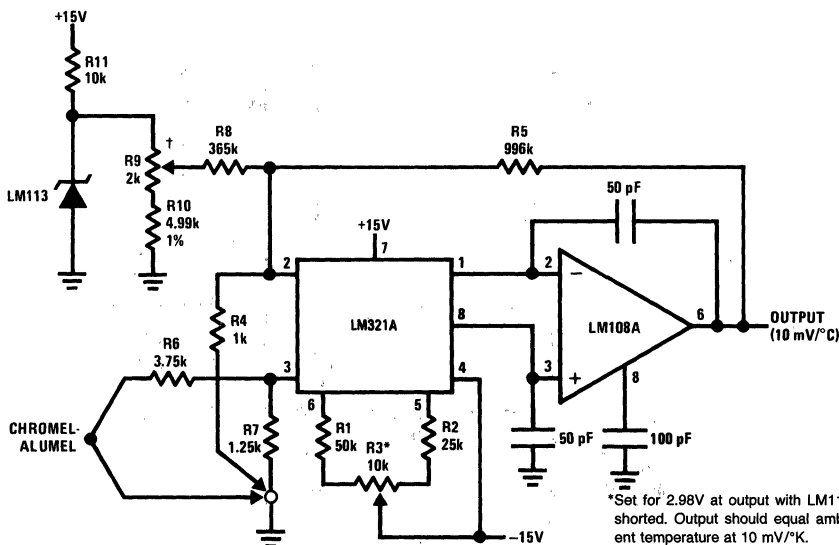 +15V
R11
10k
R9
2k
†
R8
365k
R5
996k
LM113
R10
4.99k
1%
50 pF
+15V
7
2
1
2
−
R4
1k
LM321A
8
LM108A
6
OUTPUT
(10 mV/°C)
R6
3.75k
3
4
3
+
8
CHROMEL-
ALUMEL
R7
1.25k
6
5
R1
50k
R3*
10k
R2
25k
50 pF
100 pF
−15V
*Set for 2.98V at output with LM11
shorted. Output should equal ambi
ent temperature at 10 mV/°K.